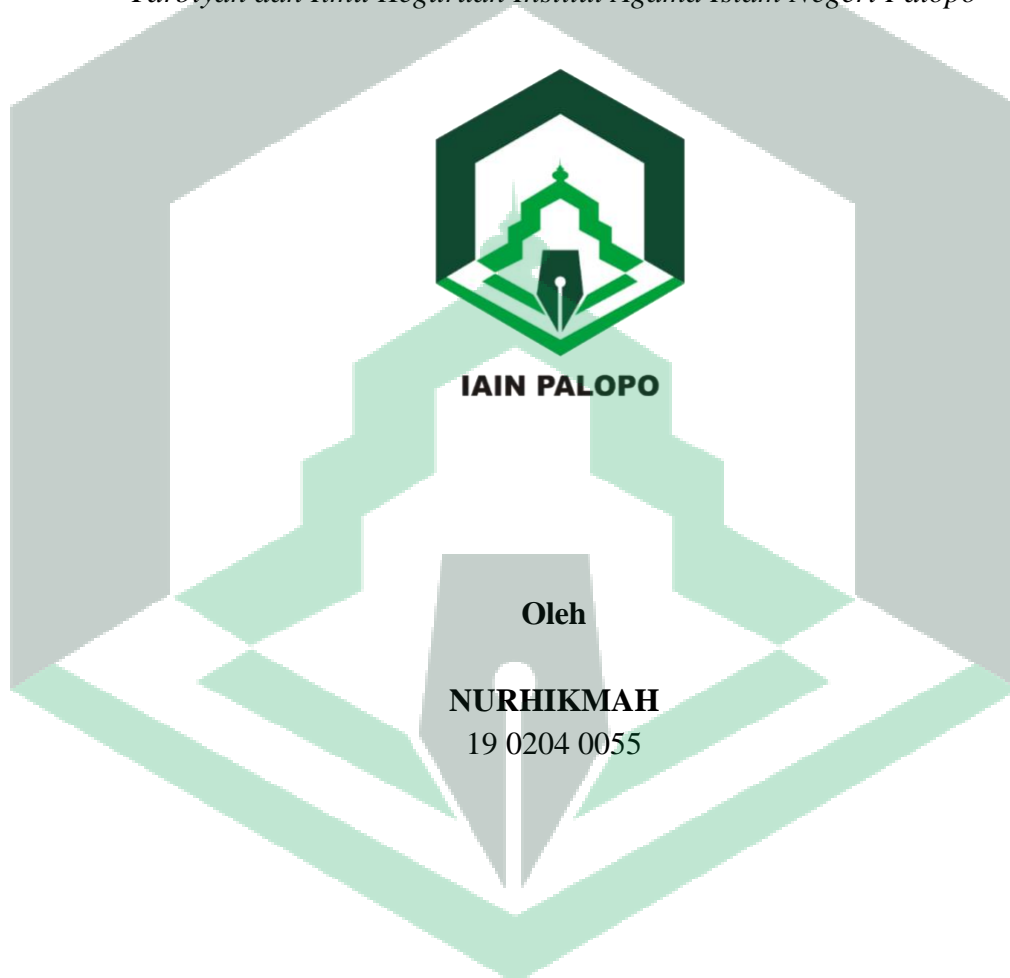 Tarbiyah dan Ilmu Keguruan Institut Agama Islam Negeri Palopo
IAIN PALOPO
Oleh
NURHIKMAH
19 0204 0055